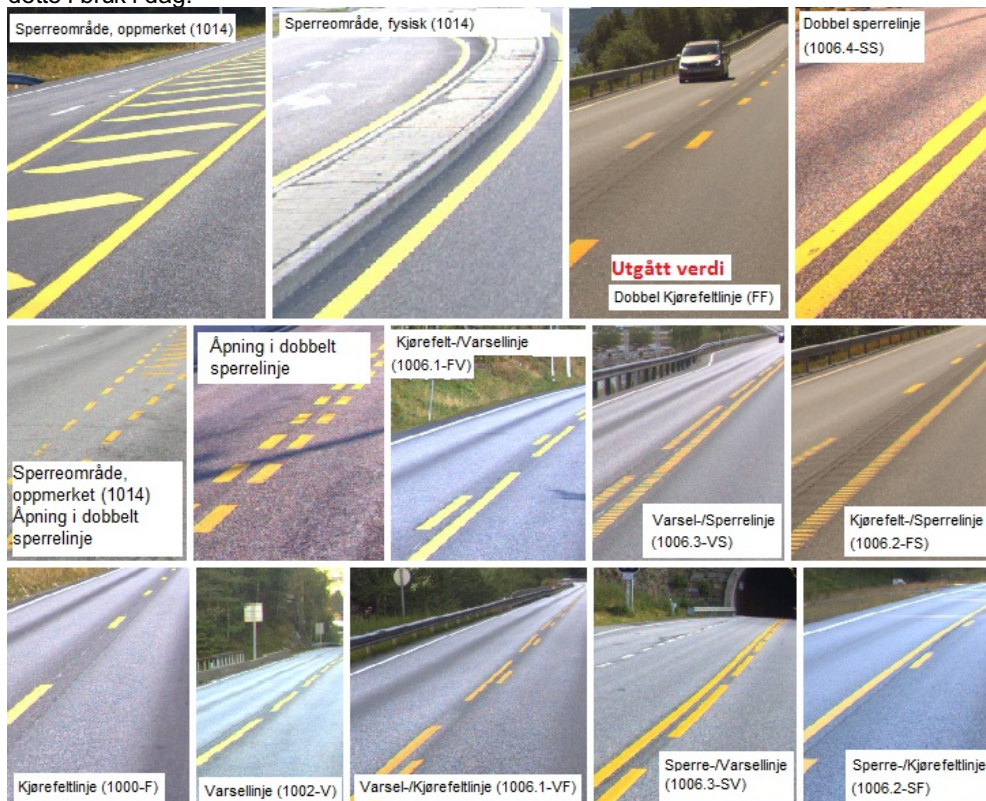 dette i bruk i dag.
Sperreområde, oppmerket (1014)
Sperreområde, fysisk (1014)
Utgått verdi
Dobbel Kjørefeltlinje (FF)
Dobbel sperrelinje
(1006.4-SS)
Sperreområde,
oppmerket (1014)
Åpning i dobbelt
sperrelinje
Åpning i dobbelt
sperrelinje
Kjørefelt-/Varsellinje
(1006.1-FV)
Varsel-/Sperrelinje
(1006.3-VS)
Kjørefelt-/Sperrelinje
(1006.2-FS)
Kjørefeltlinje (1000-F)
Varsellinje (1002-V)
Varsel-/Kjørefeltlinje (1006.1-VF)
Sperre-/Varsellinje
(1006.3-SV)
Sperre-/Kjørefeltlinje
(1006.2-SF)